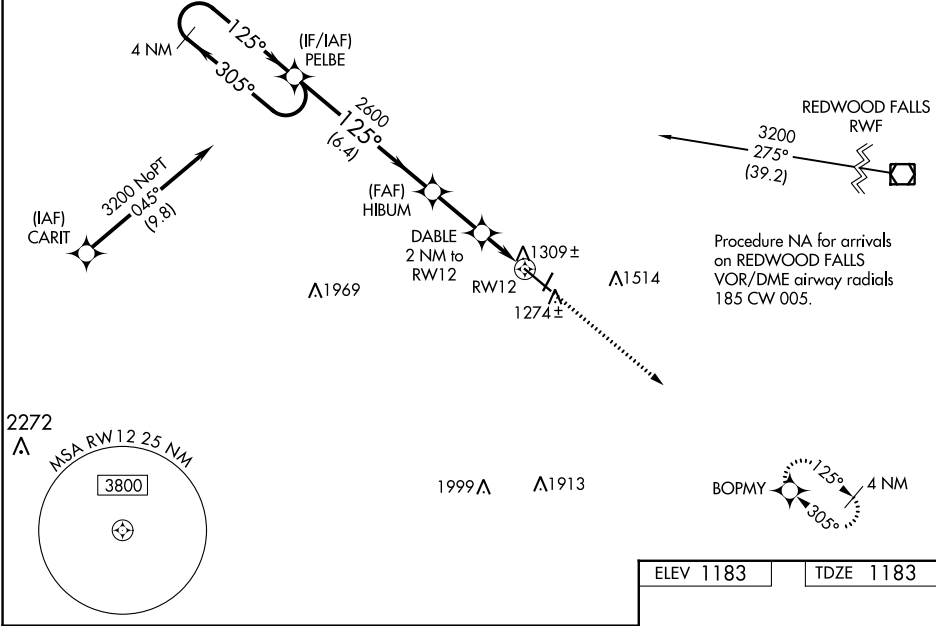 125°
4 NM
305°
(IF/IAF)
PELBE
2600
125°
(6.4)
REDWOOD FALLS
RWF
3200
275°
(39.2)
3200 NoPT
045°
(9.8)
(IAF)
CARIT
(FAF)
HIBUM
DABLE
2 NM to
RW12
RW12
1309±
1274±
1514
1969
Procedure NA for arrivals
on REDWOOD FALLS
VOR/DME airway radials
185 CW 005.
2272
MSA RW12 25 NM
3800
1999
1913
BOPMY
125°
4 NM
305°
ELEV 1183
TDZE 1183